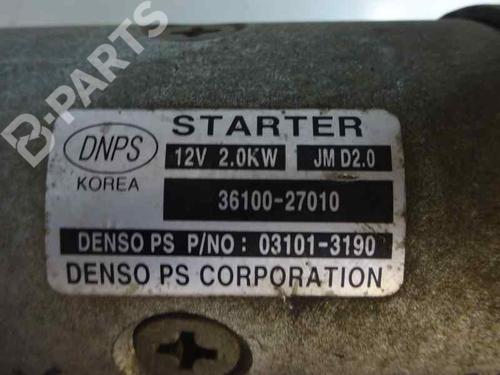 B-PARTS
DNPS
KOREA
STARTER
12V 2.0KW JM D2.0
36100-27010
DENSO PS P/NO : 03101-3190
DENSO PS CORPORATION